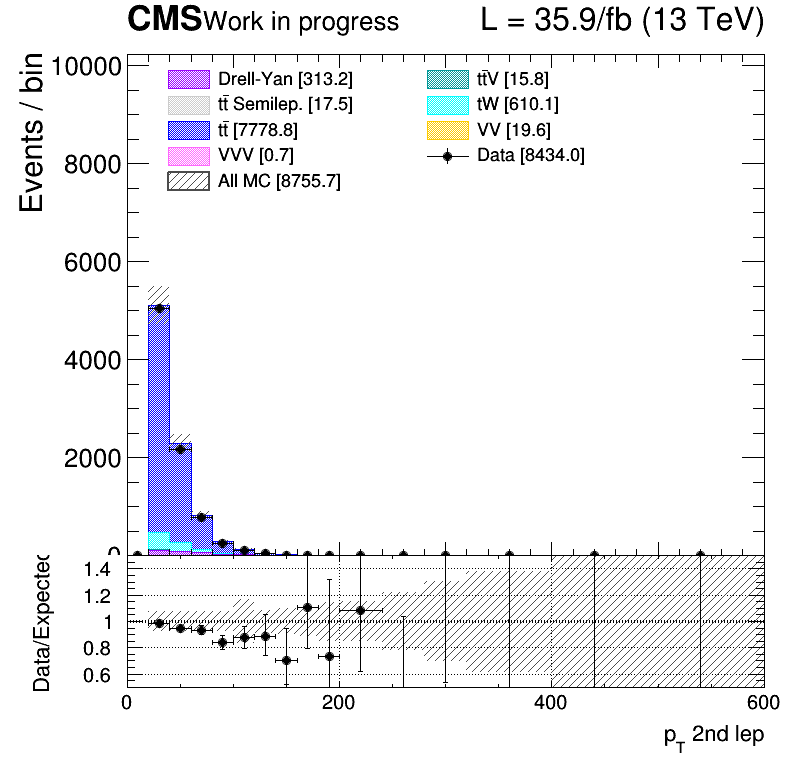 CMS Work in progress L = 35.9/fb (13 TeV)
Events / bin
10000
8000
6000
4000
2000
0
Drell-Yan [313.2]
tt̄ Semilep. [17.5]
tt̄ [7778.8]
VVV [0.7]
All MC [8755.7]
tt̄V [15.8]
tW [610.1]
VV [19.6]
Data [8434.0]
Data/Expected
1.4
1.2
1
0.8
0.6
0 200 400 600
p_T 2nd lep